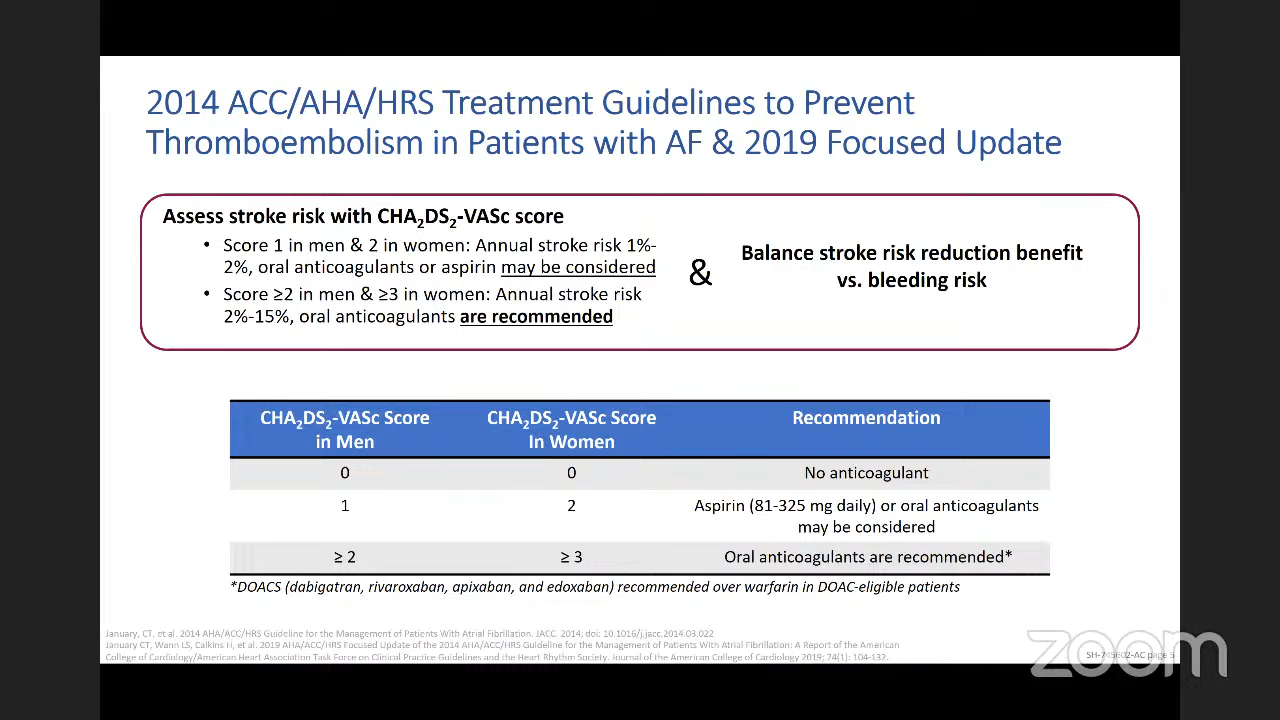 2014 ACC/AHA/HRS Treatment Guidelines to Prevent
Thromboembolism in Patients with AF & 2019 Focused Update
Assess stroke risk with CHA2DS2-VASc score
• Score 1 in men & 2 in women: Annual stroke risk 1%-
2%, oral anticoagulants or aspirin may be considered
• Score ≥2 in men & ≥3 in women: Annual stroke risk
2%-15%, oral anticoagulants are recommended
&
Balance stroke risk reduction benefit
vs. bleeding risk
CHA2DS2-VASc Score
in Men
CHA2DS2-VASc Score
In Women
Recommendation
0
0
No anticoagulant
1
2
Aspirin (81-325 mg daily) or oral anticoagulants
may be considered
≥ 2
≥ 3
Oral anticoagulants are recommended*
*DOACS (dabigatran, rivaroxaban, apixaban, and edoxaban) recommended over warfarin in DOAC-eligible patients
January, CT. et al. 2014 AHA/ACC/HRS Guideline for the Management of Patients With Atrial Fibrillation. JACC. 2014; doi: 10.1016/j.jacc.2014.03.022
January CT, Wann LS, Calkins H, et al. 2019 AHA/ACC/HRS Focused Update of the 2014 AHA/ACC/HRS Guideline for the Management of Patients With Atrial Fibrillation: A Report of the American
College of Cardiology/American Heart Association Task Force on Clinical Practice Guidelines and the Heart Rhythm Society. Journal of the American College of Cardiology 2019; 74(1): 104-132.
page 5
zoom